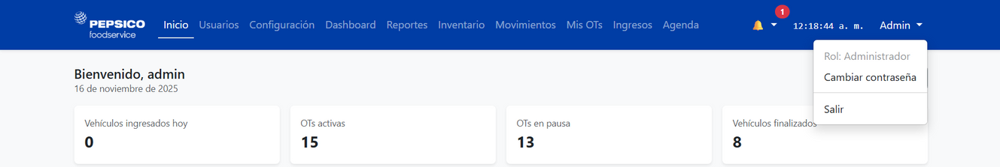 PEPSICO
foodservice
Inicio Usuarios Configuración Dashboard Reportes Inventario Movimientos Mis OTs Ingresos Agenda
1
12:18:44 a. m.
Admin
Rol: Administrador
Cambiar contraseña
Salir
Bienvenido, admin
16 de noviembre de 2025
Vehículos ingresados hoy
0
OTs activas
15
OTs en pausa
13
Vehículos finalizados
8